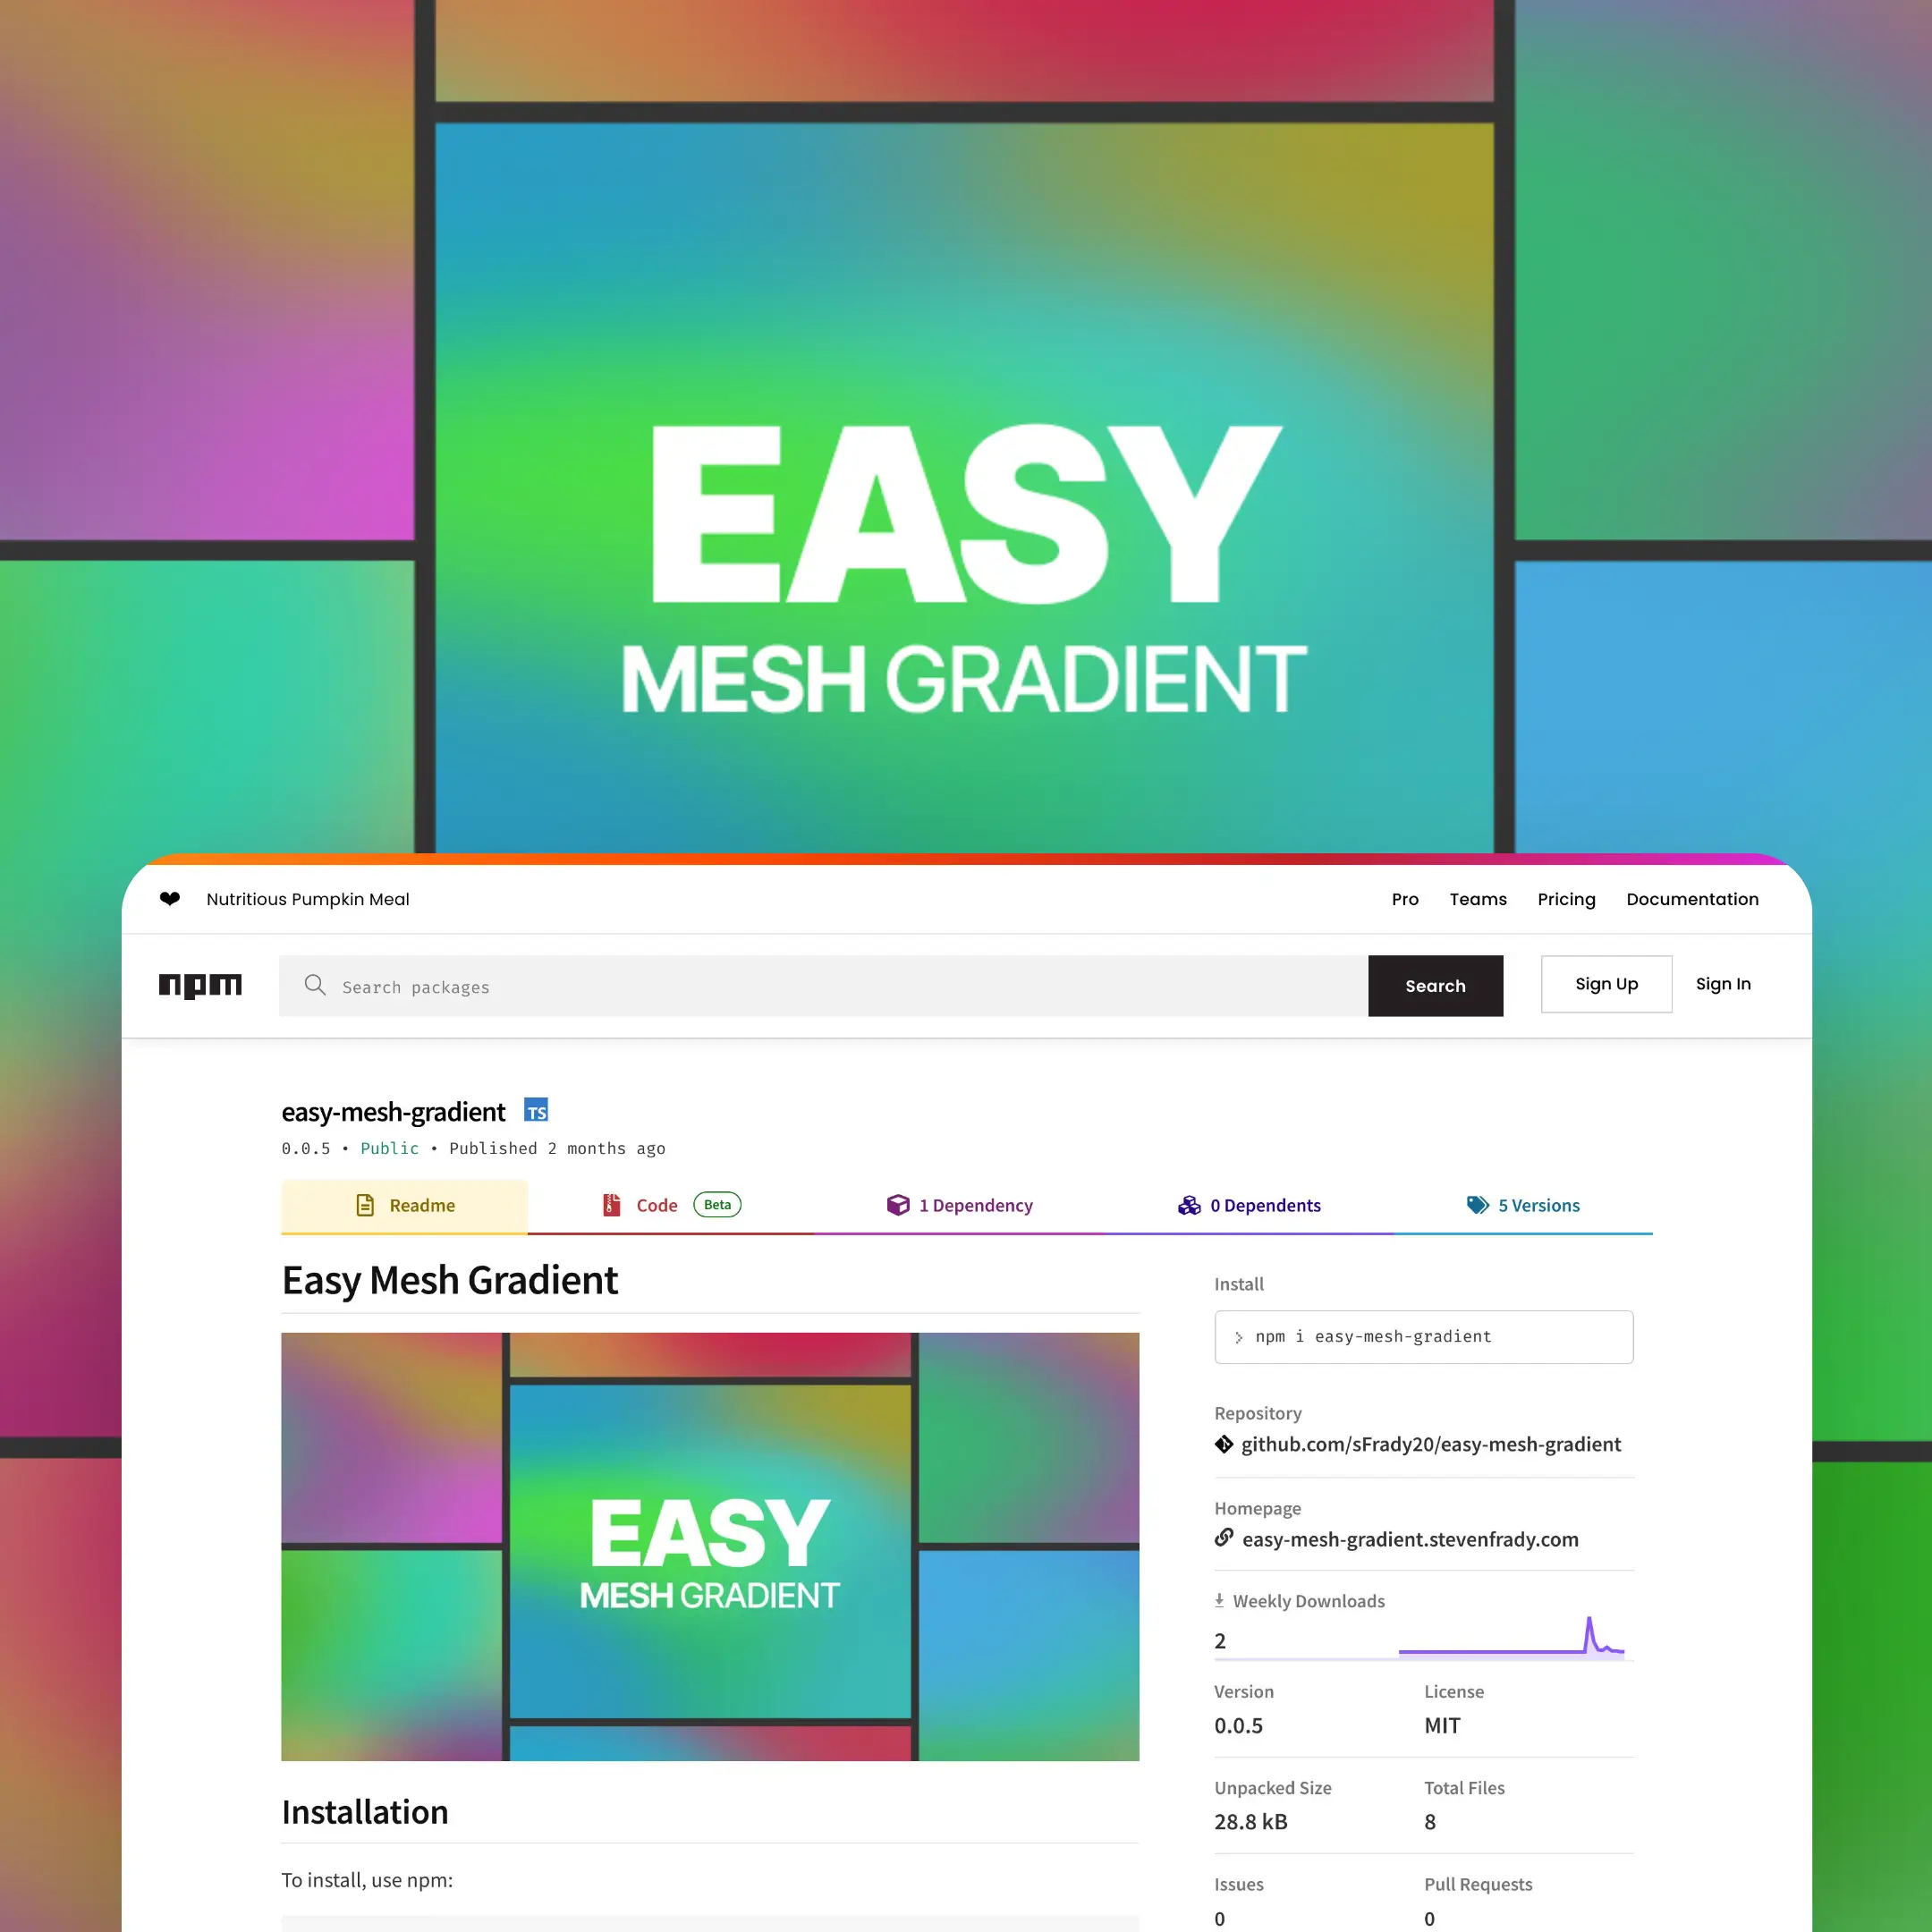 EASY
MESH GRADIENT
❤ Nutritious Pumpkin Meal
Pro Teams Pricing Documentation
npm
Search packages
Search
Sign Up
Sign In
easy-mesh-gradient TS
0.0.5 • Public • Published 2 months ago
Readme
Code Beta
1 Dependency
0 Dependents
5 Versions
Easy Mesh Gradient
EASY
MESH GRADIENT
Installation
To install, use npm:
Install
npm i easy-mesh-gradient
Repository
github.com/sFrady20/easy-mesh-gradient
Homepage
easy-mesh-gradient.stevenfrady.com
Weekly Downloads
2
Version License
0.0.5 MIT
Unpacked Size Total Files
28.8 kB 8
Issues Pull Requests
0 0